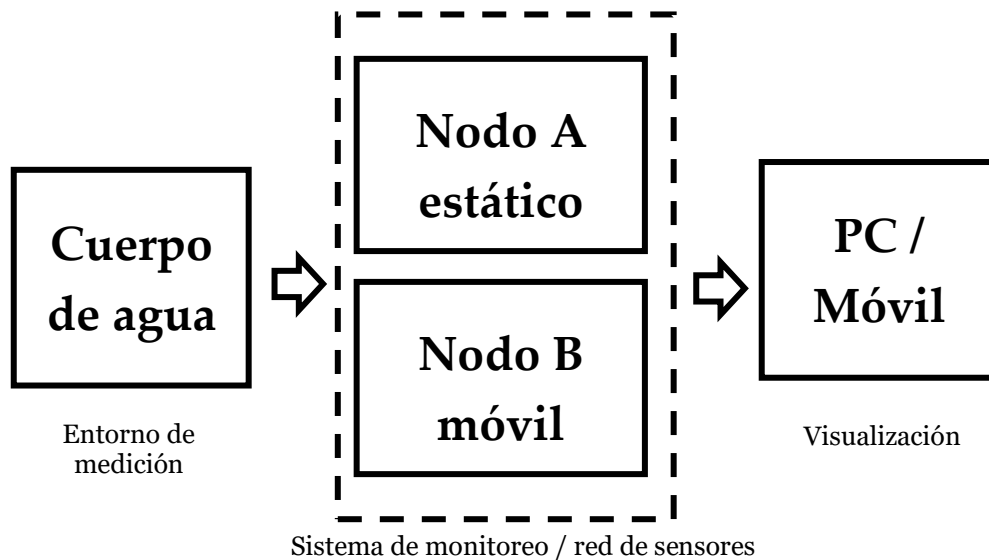 Cuerpo
de agua
Entorno de
medición
Nodo A
estático
Nodo B
móvil
Sistema de monitoreo / red de sensores
PC /
Móvil
Visualización